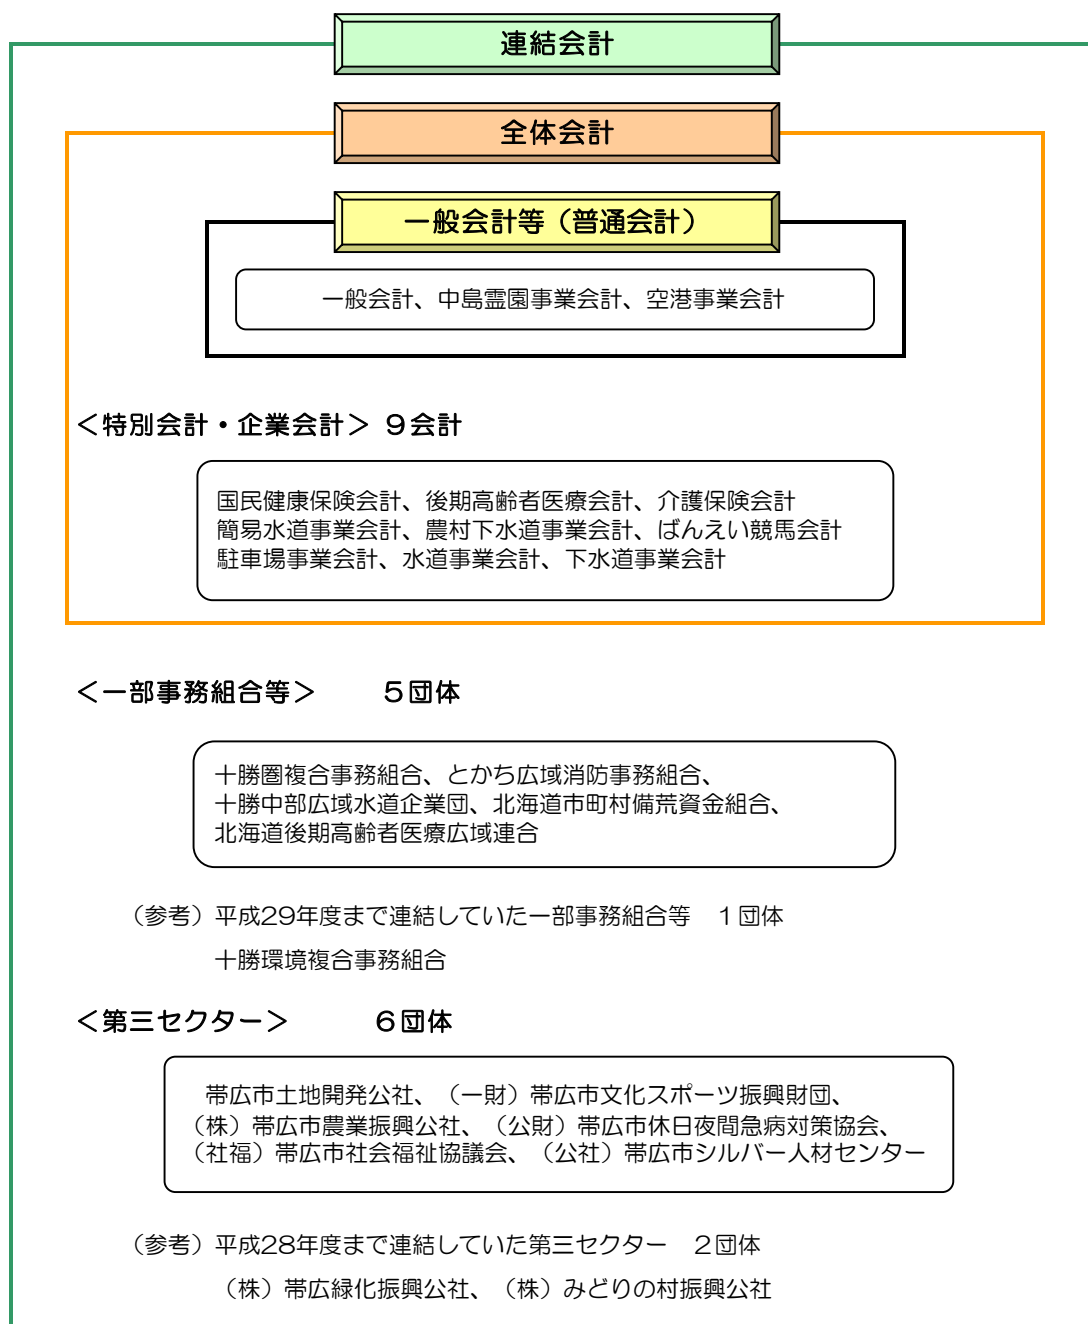 連結会計
全体会計
一般会計等（普通会計）
一般会計、中島霊園事業会計、空港事業会計
＜特別会計・企業会計＞ ９会計
国民健康保険会計、後期高齢者医療会計、介護保険会計
簡易水道事業会計、農村下水道事業会計、ばんえい競馬会計
駐車場事業会計、水道事業会計、下水道事業会計
＜一部事務組合等＞　　５団体
十勝圏複合事務組合、とかち広域消防事務組合、
十勝中部広域水道企業団、北海道市町村備荒資金組合、
北海道後期高齢者医療広域連合
（参考）平成29年度まで連結していた一部事務組合等　１団体
十勝環境複合事務組合
＜第三セクター＞　　　６団体
帯広市土地開発公社、（一財）帯広市文化スポーツ振興財団、
（株）帯広市農業振興公社、（公財）帯広市休日夜間急病対策協会、
（社福）帯広市社会福祉協議会、（公社）帯広市シルバー人材センター
（参考）平成28年度まで連結していた第三セクター　２団体
（株）帯広緑化振興公社、（株）みどりの村振興公社